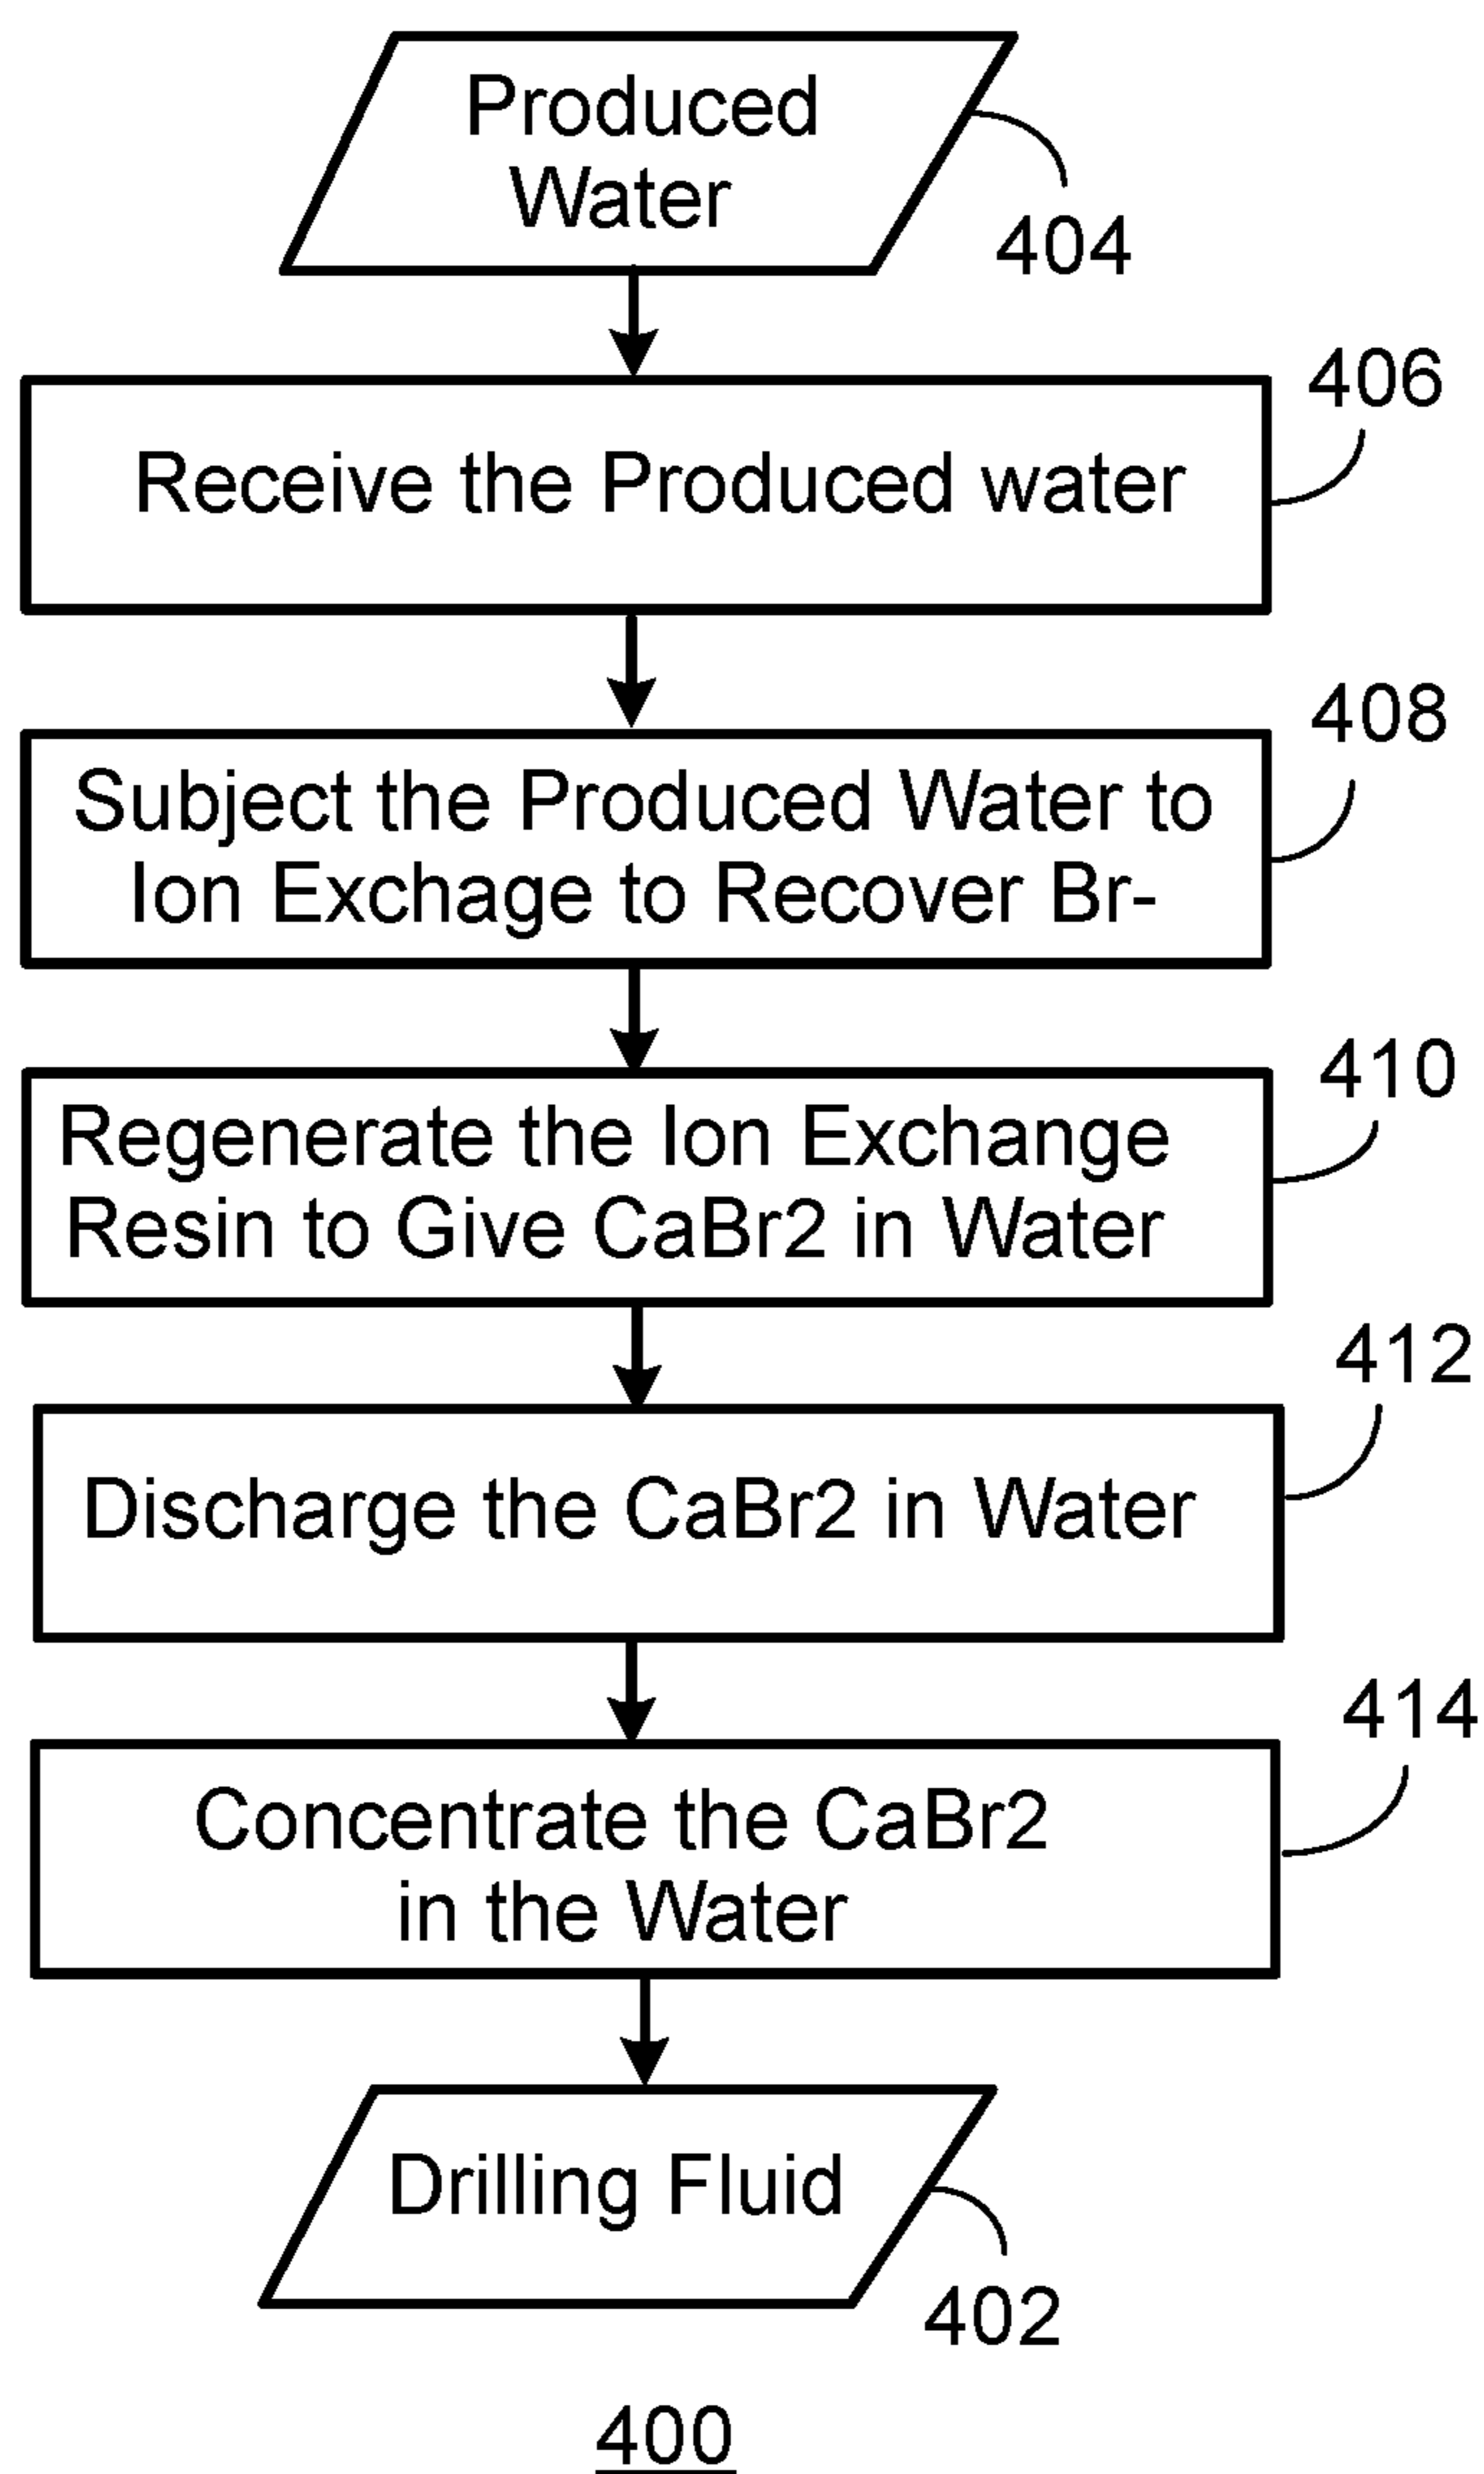 Produced
Water
404
406
Receive the Produced water
408
Subject the Produced Water to
Ion Exchage to Recover Br-
410
Regenerate the Ion Exchange
Resin to Give CaBr2 in Water
412
Discharge the CaBr2 in Water
414
Concentrate the CaBr2
in the Water
Drilling Fluid
402
400